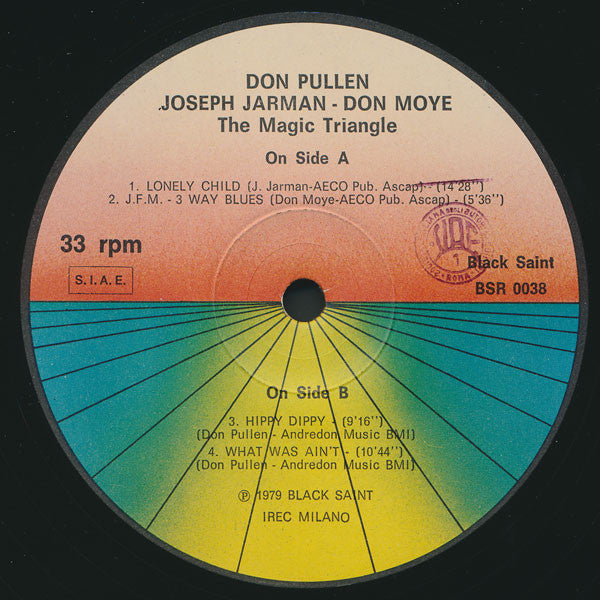 DON PULLEN
JOSEPH JARMAN - DON MOYE
The Magic Triangle
On Side A
1. LONELY CHILD (J. Jarman-AECO Pub. Ascap) - (14'28'')
2. J.F.M. - 3 WAY BLUES (Don Moye-AECO Pub. Ascap) - (5'36'')
33 rpm
S.I.A.E.
Black Saint
BSR 0038
On Side B
3. HIPPY DIPPY - (9'16'')
(Don Pullen - Andredon Music BMI)
4. WHAT WAS AIN'T - (10'44'')
(Don Pullen - Andredon Music BMI)
℗ 1979 BLACK SAINT
IREC MILANO